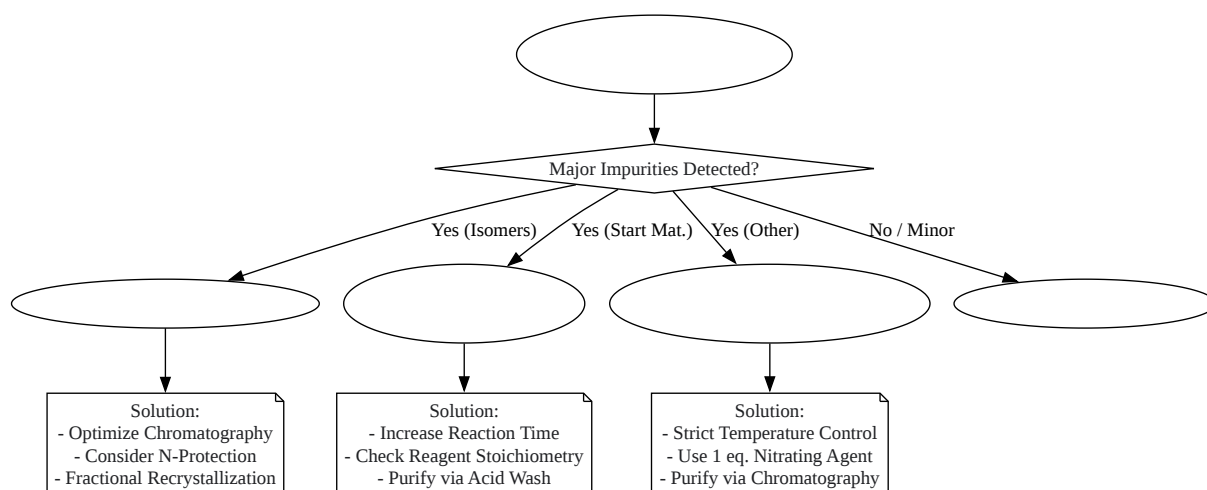 Major Impurities Detected?
Yes (Isomers)
Yes (Start Mat.)
Yes (Other)
No / Minor
Solution:
- Optimize Chromatography
- Consider N-Protection
- Fractional Recrystallization
Solution:
- Increase Reaction Time
- Check Reagent Stoichiometry
- Purify via Acid Wash
Solution:
- Strict Temperature Control
- Use 1 eq. Nitrating Agent
- Purify via Chromatography